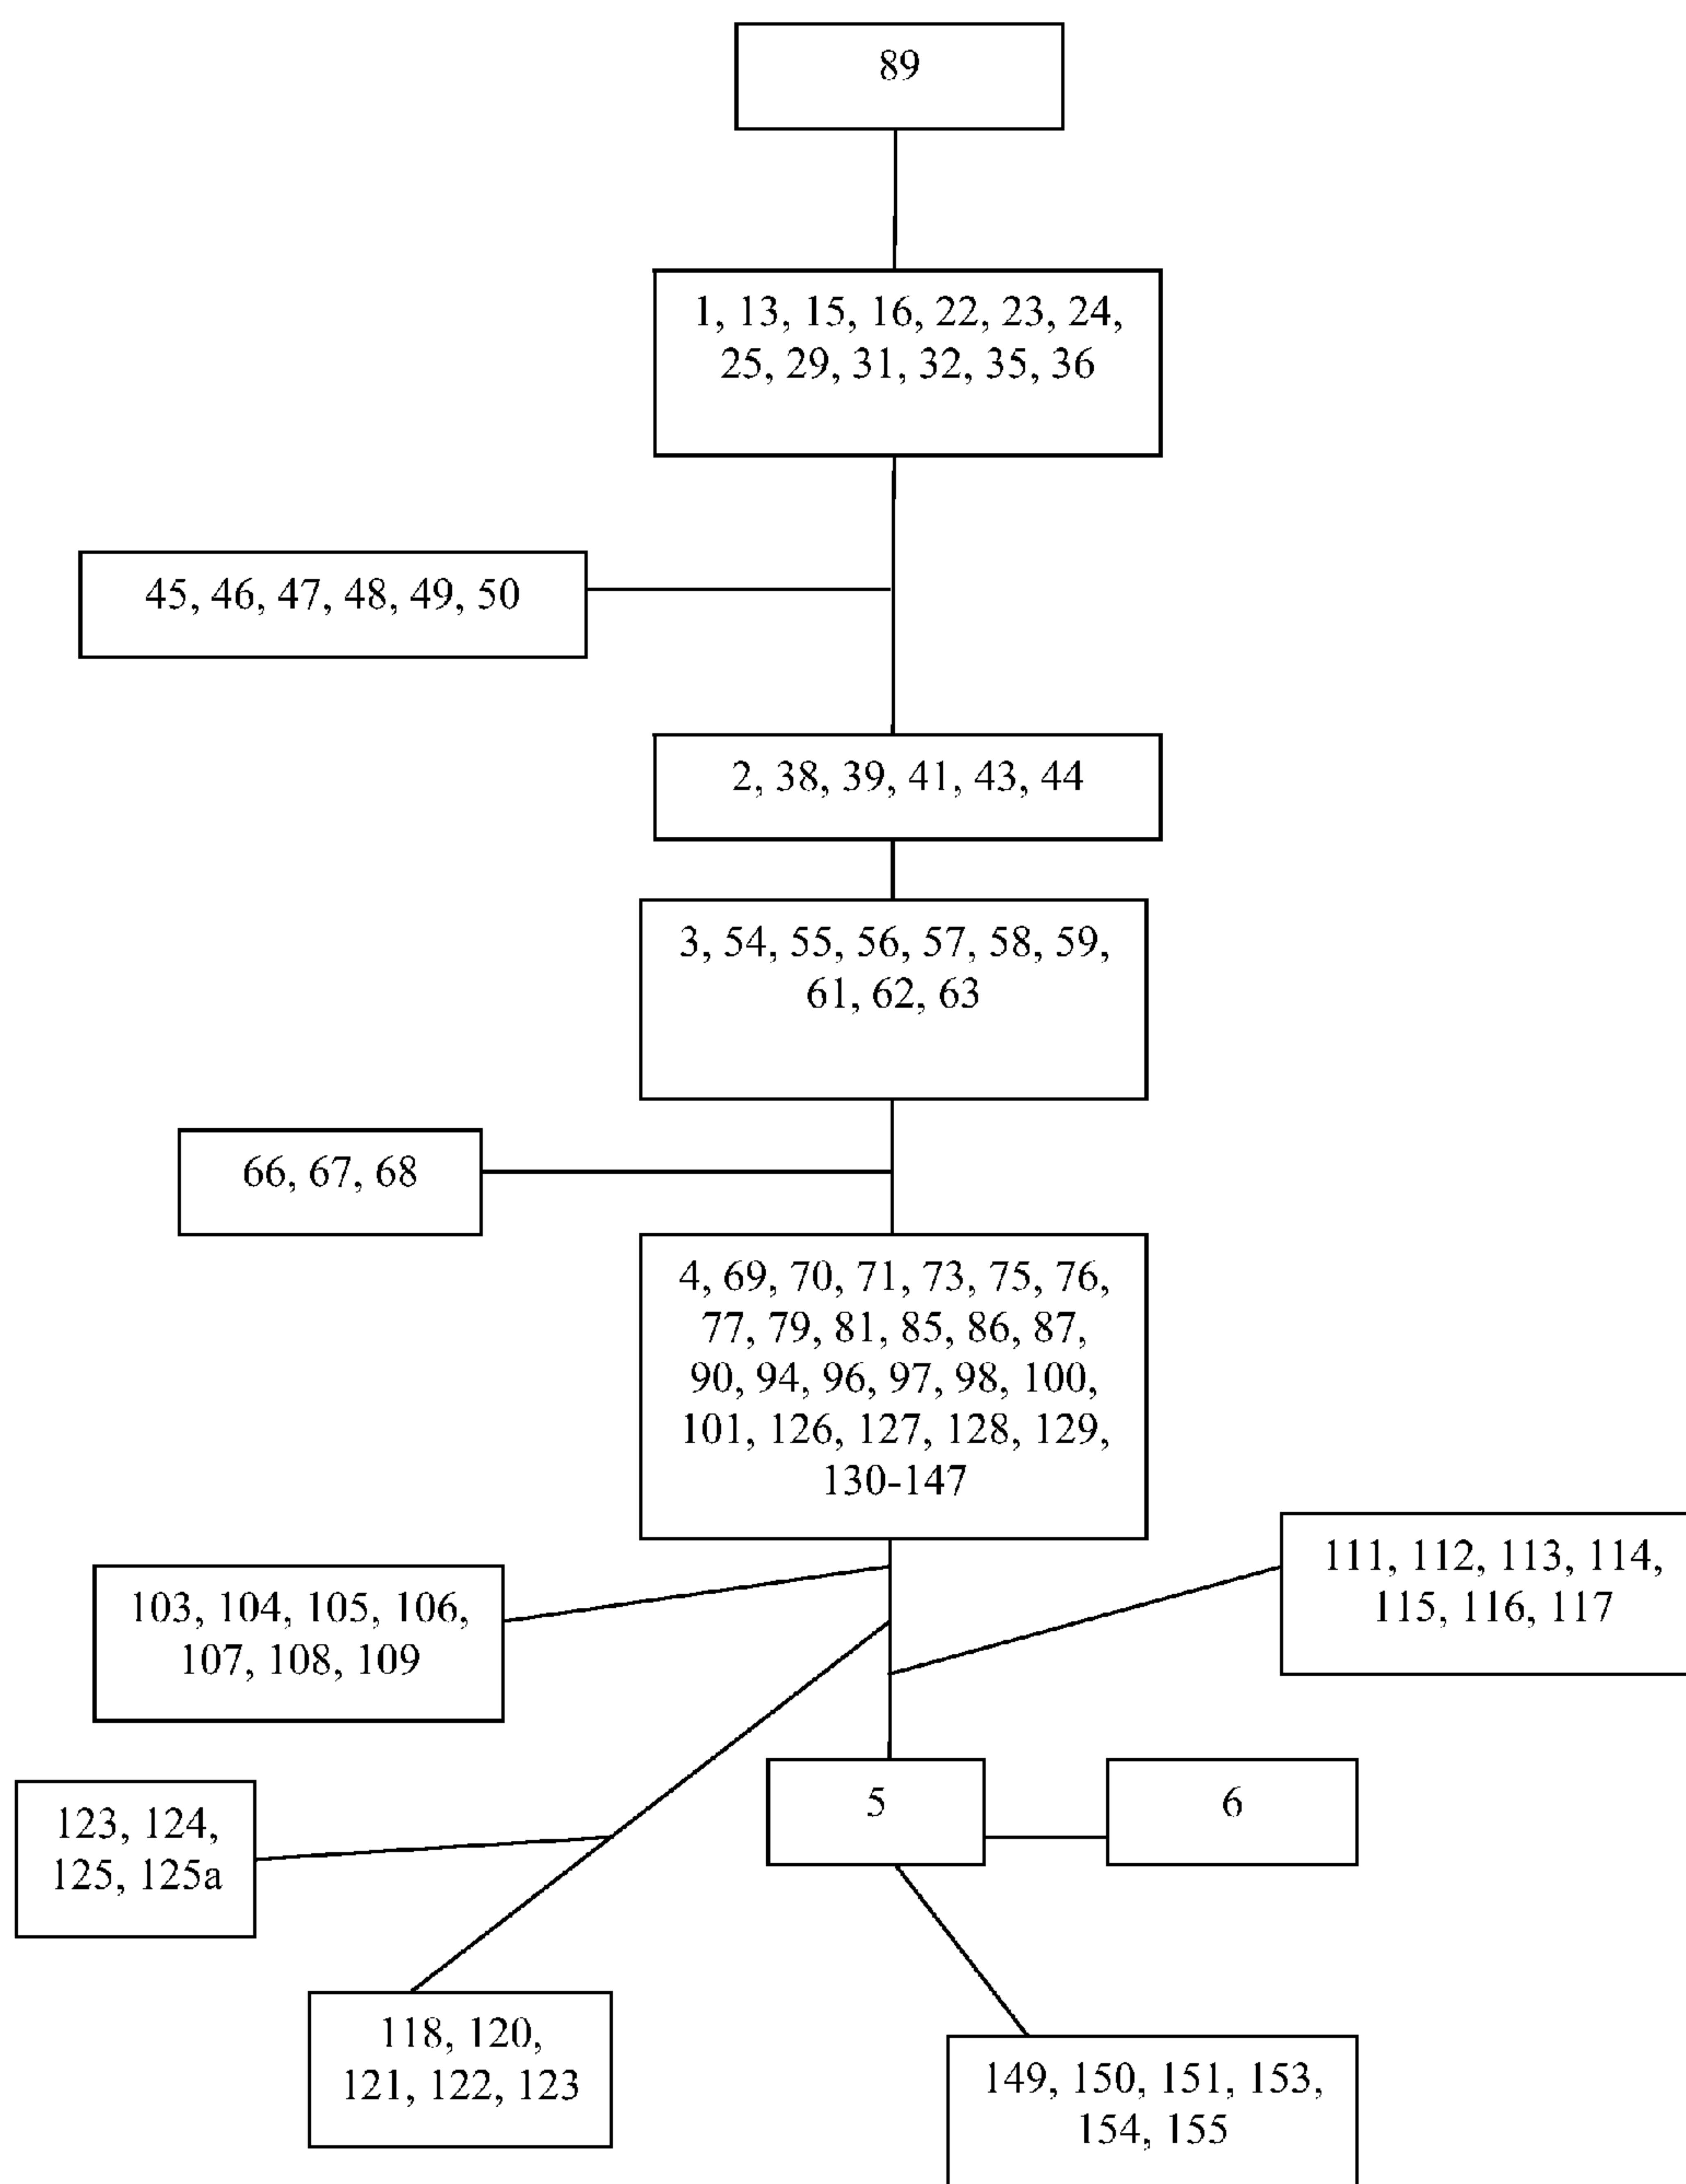 89
1, 13, 15, 16, 22, 23, 24,
25, 29, 31, 32, 35, 36
45, 46, 47, 48, 49, 50
2, 38, 39, 41, 43, 44
3, 54, 55, 56, 57, 58, 59,
61, 62, 63
66, 67, 68
4, 69, 70, 71, 73, 75, 76,
77, 79, 81, 85, 86, 87,
90, 94, 96, 97, 98, 100,
101, 126, 127, 128, 129,
130-147
111, 112, 113, 114,
115, 116, 117
103, 104, 105, 106,
107, 108, 109
5
6
123, 124,
125, 125a
118, 120,
121, 122, 123
149, 150, 151, 153,
154, 155